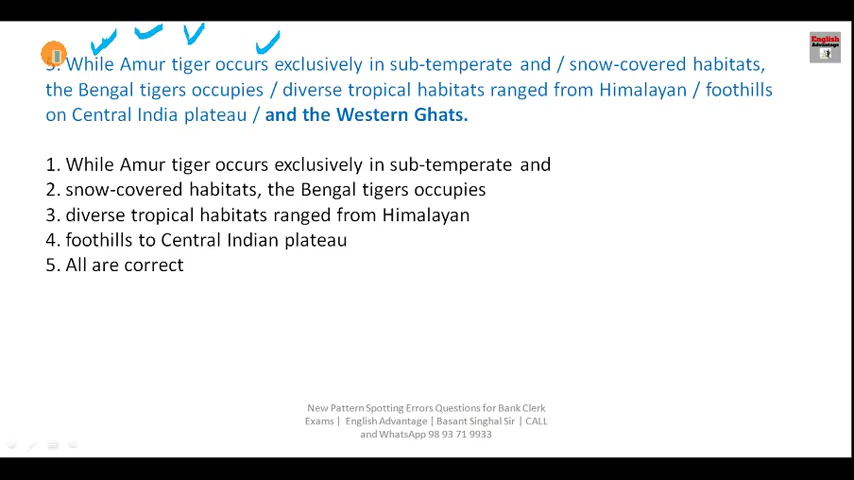 5. While Amur tiger occurs exclusively in sub-temperate and / snow-covered habitats,
the Bengal tigers occupies / diverse tropical habitats ranged from Himalayan / foothills
on Central India plateau / and the Western Ghats.
English
Advantage
1. While Amur tiger occurs exclusively in sub-temperate and
2. snow-covered habitats, the Bengal tigers occupies
3. diverse tropical habitats ranged from Himalayan
4. foothills to Central Indian plateau
5. All are correct
New Pattern Spotting Errors Questions for Bank Clerk
Exams | English Advantage | Basant Singhal Sir | CALL
and WhatsApp 98 93 71 9933